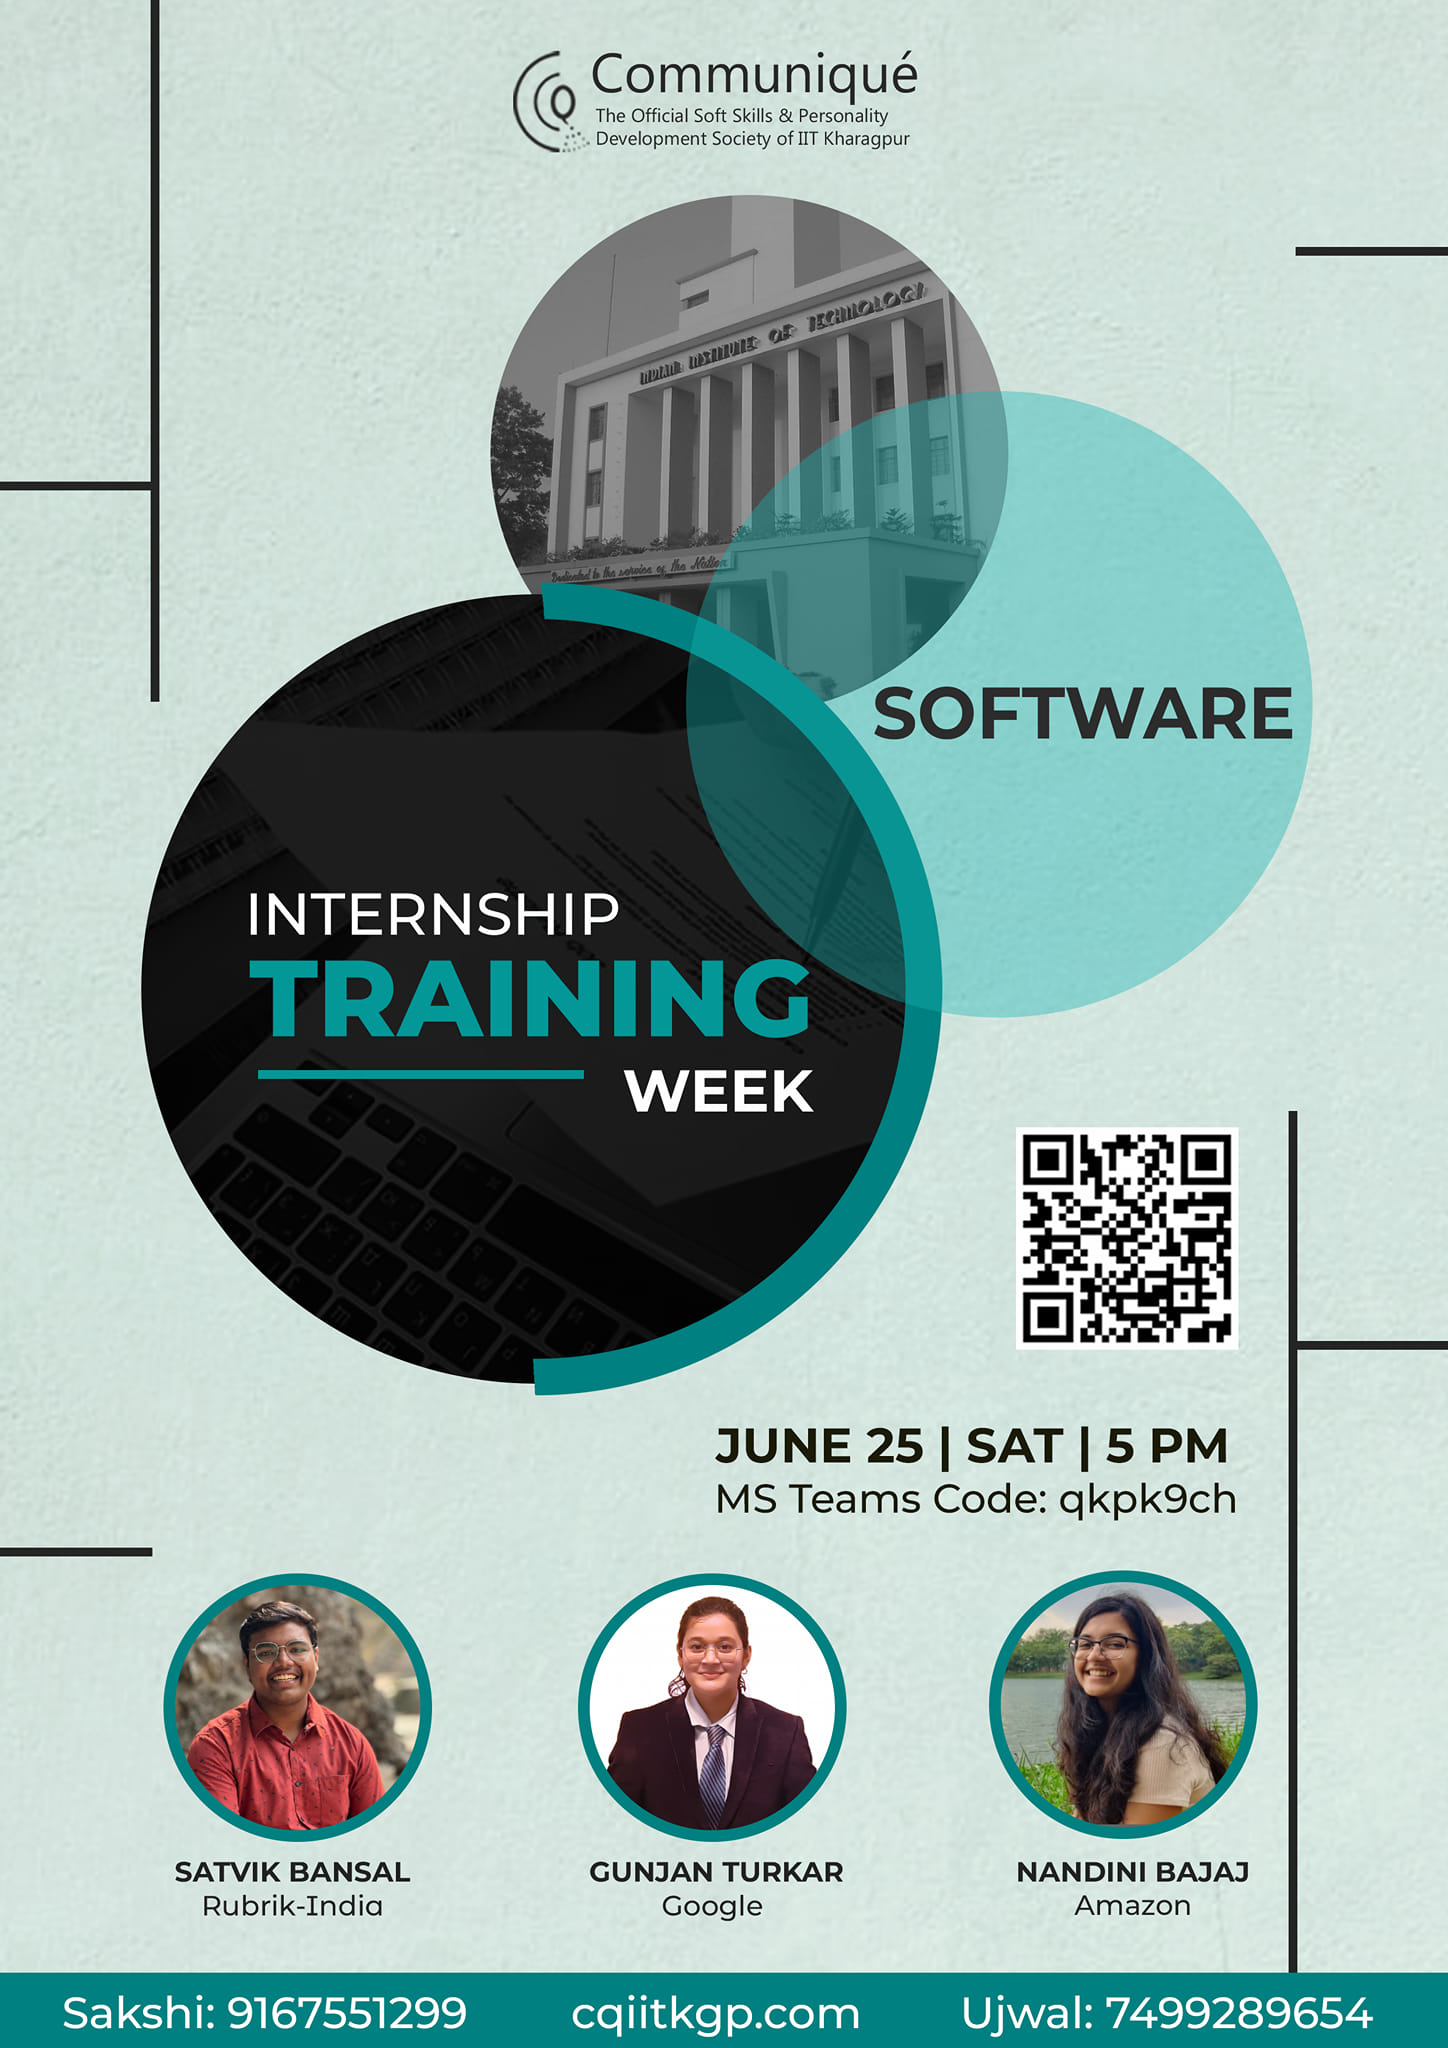 Communiqué
The Official Soft Skills & Personality
Development Society of IIT Kharagpur
INDIAN INSTITUTE OF TECHNOLOGY
Dedicated to the service of the Nation
SOFTWARE
INTERNSHIP
TRAINING
WEEK
JUNE 25 | SAT | 5 PM
MS Teams Code: qkpk9ch
SATVIK BANSAL
Rubrik-India
GUNJAN TURKAR
Google
NANDINI BAJAJ
Amazon
Sakshi: 9167551299
cqiitkgp.com
Ujwal: 7499289654